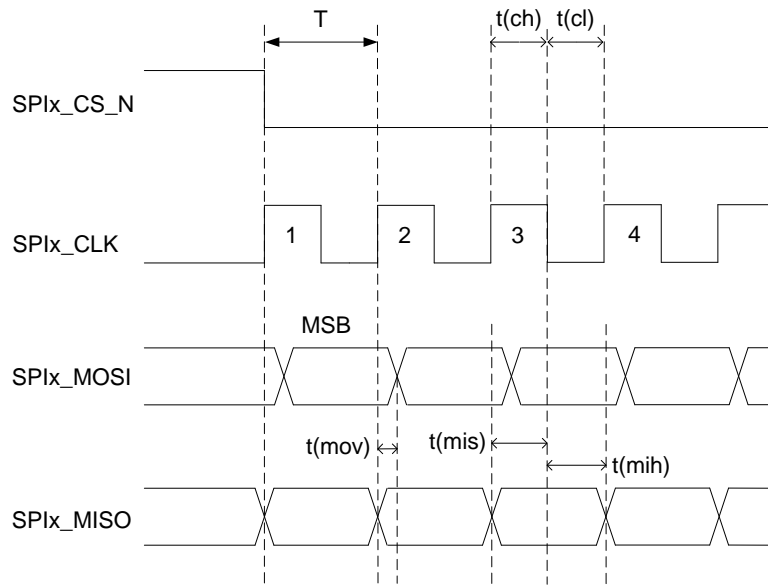 T
t(ch)
t(cl)
SPIx_CS_N
SPIx_CLK
1
2
3
4
MSB
SPIx_MOSI
t(mov)
t(mis)
t(mih)
SPIx_MISO